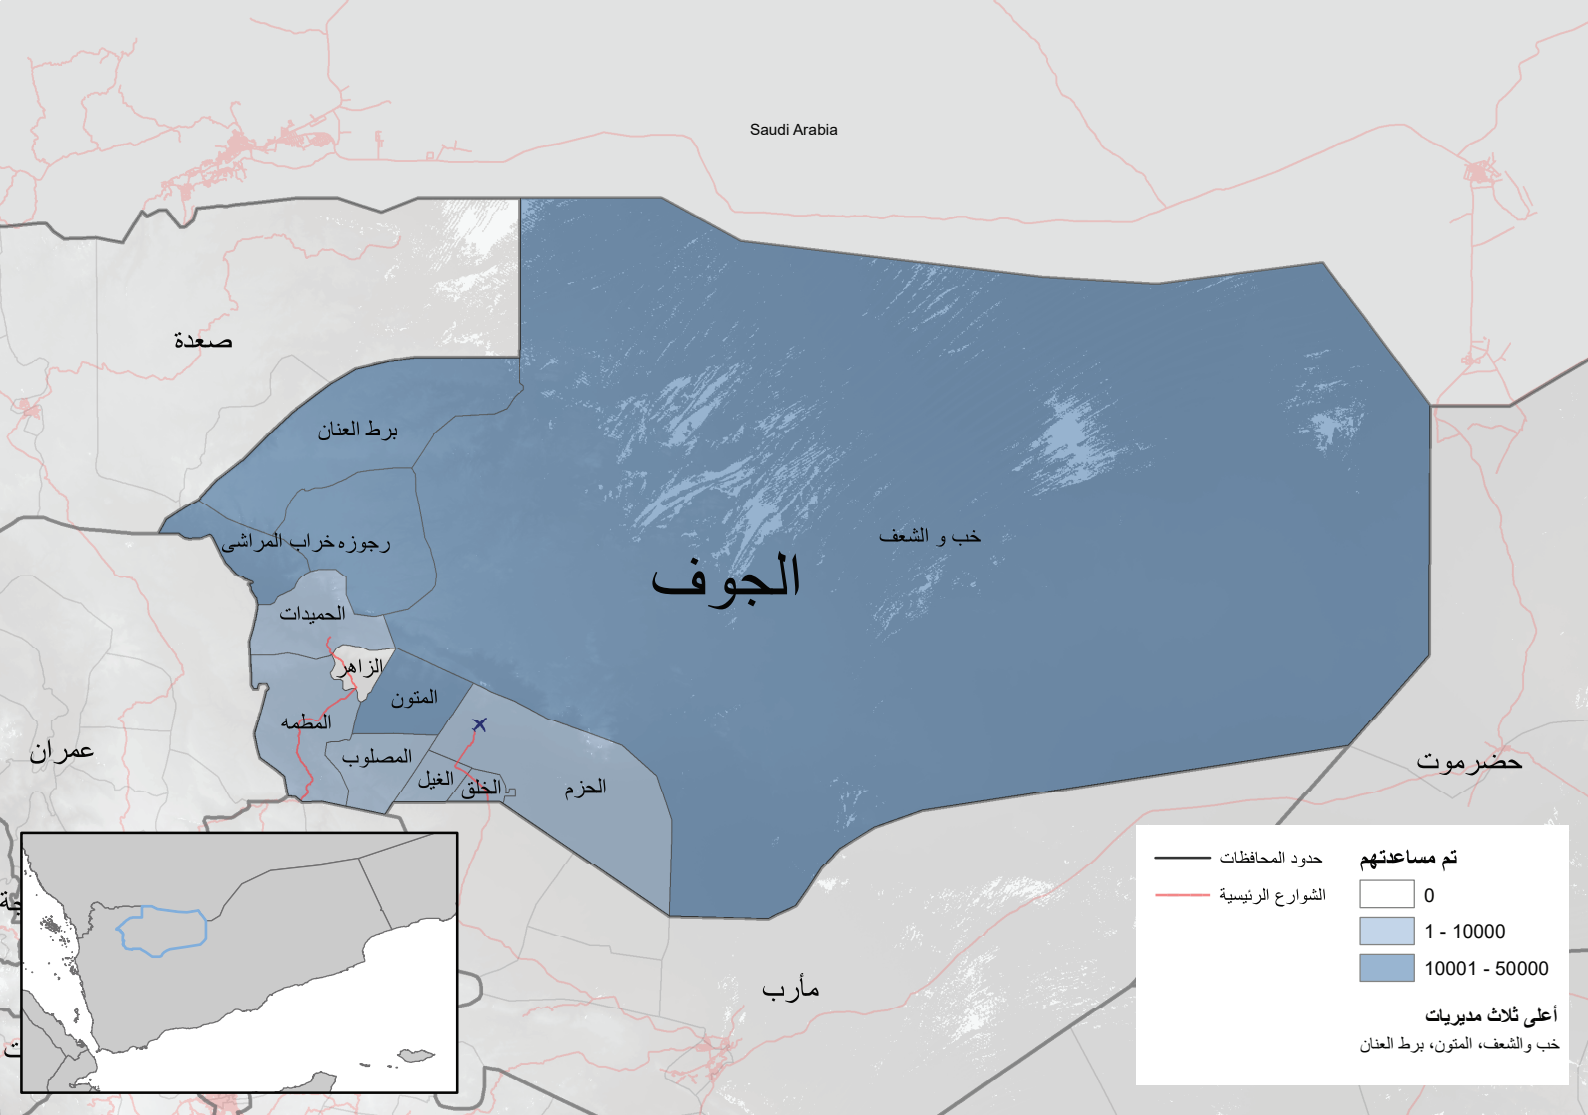 Saudi Arabia
صعدة
برط العنان
خب و الشعف
رجوزه
خراب المراشي
الجوف
الحميدات
الزاهر
المتون
المطمه
عمران
المصلوب
الغيل
الخلق
الحزم
حضرموت
مأرب
تم مساعدتهم
0
1 - 10000
10001 - 50000
حدود المحافظات
الشوارع الرئيسية
أعلى ثلاث مديريات
خب والشعف، المتون، برط العنان